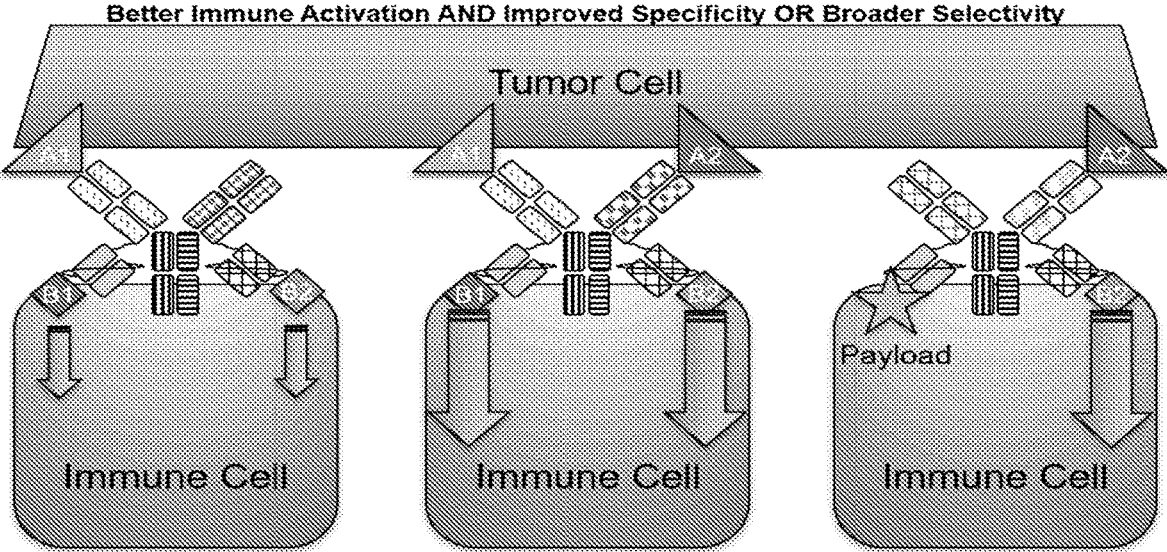 Better Immune Activation AND Improved Specificity OR Broader Selectivity
Tumor Cell
A1
A1
A2
A2
B1
B2
B1
B2
B2
Payload
Immune Cell
Immune Cell
Immune Cell